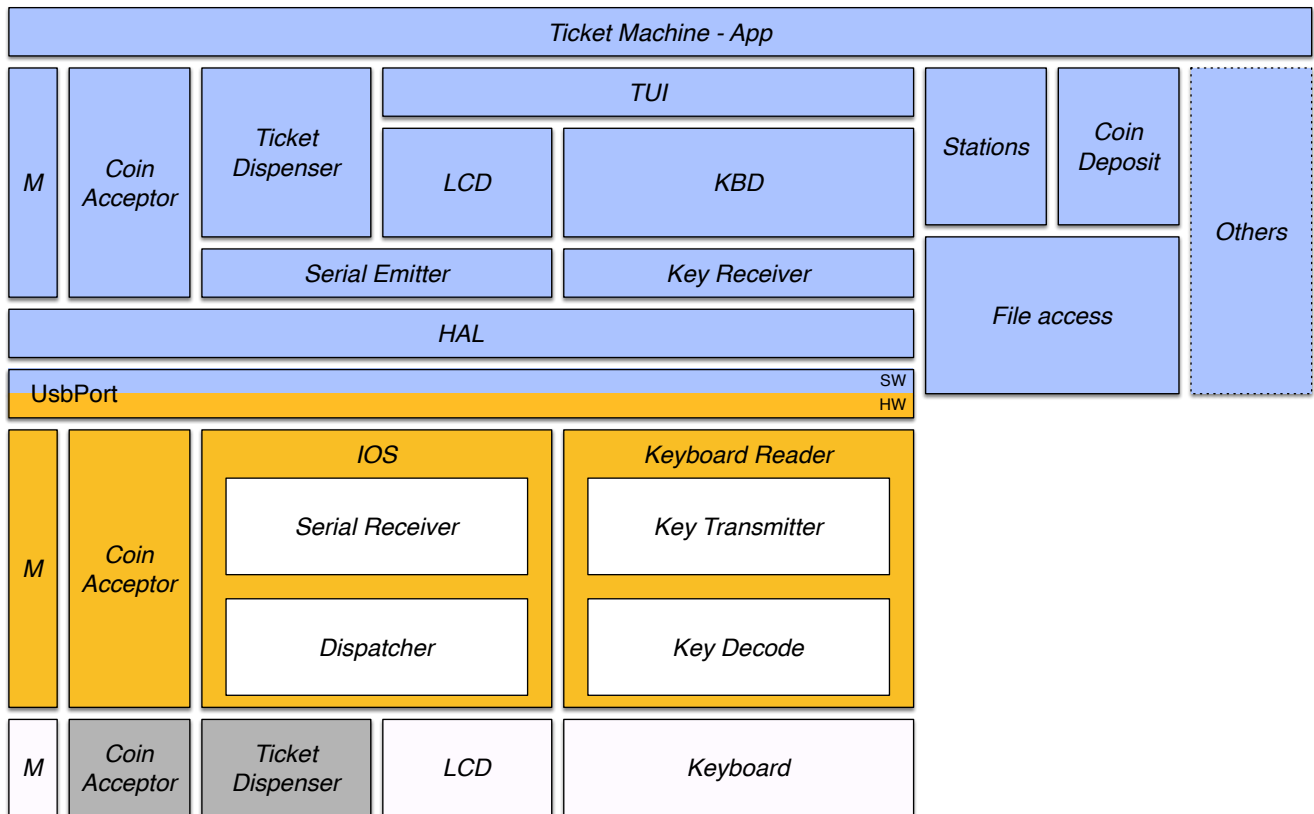 Ticket Machine - App
M
Coin
Acceptor
Ticket
Dispenser
TUI
LCD
KBD
Stations
Coin
Deposit
Others
Serial Emitter
Key Receiver
File access
HAL
UsbPort
SW
HW
M
Coin
Acceptor
IOS
Serial Receiver
Dispatcher
Keyboard Reader
Key Transmitter
Key Decode
M
Coin
Acceptor
Ticket
Dispenser
LCD
Keyboard